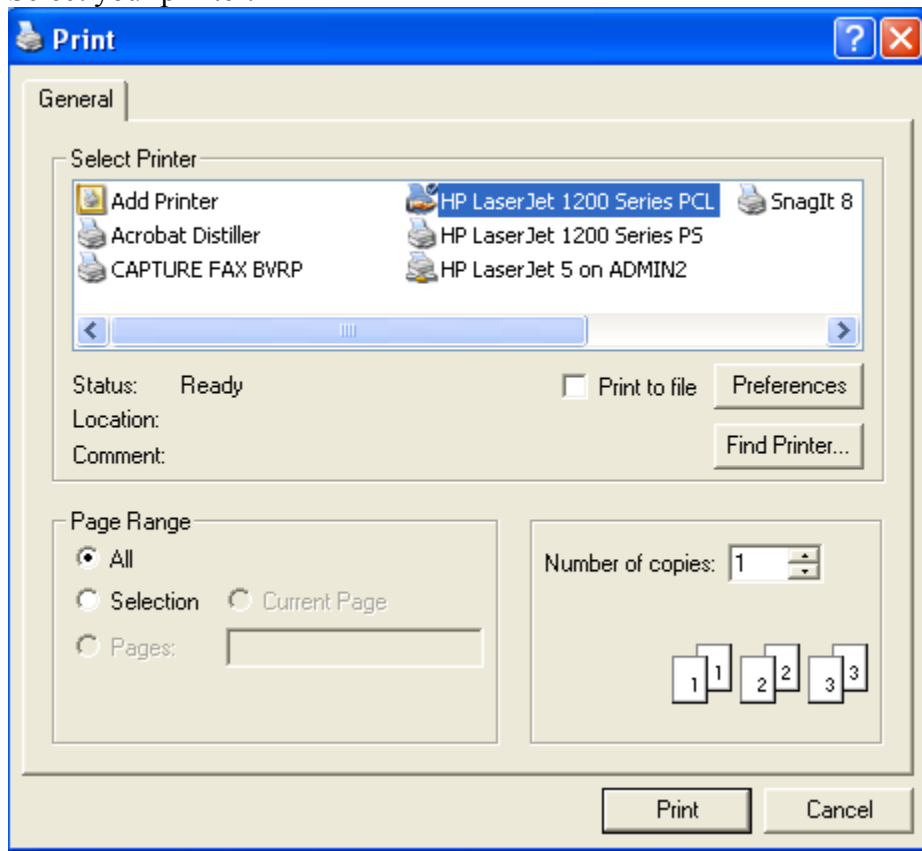 Select your printer.
Print
General
Select Printer
Add Printer
HP LaserJet 1200 Series PCL
SnagIt 8
Acrobat Distiller
HP LaserJet 1200 Series PS
CAPTURE FAX BVRP
HP LaserJet 5 on ADMIN2
Status: Ready
Print to file
Preferences
Location:
Find Printer...
Comment:
Page Range
All
Number of copies: 1
Selection
Current Page
Pages:
1 1 2 2 3 3
Print
Cancel